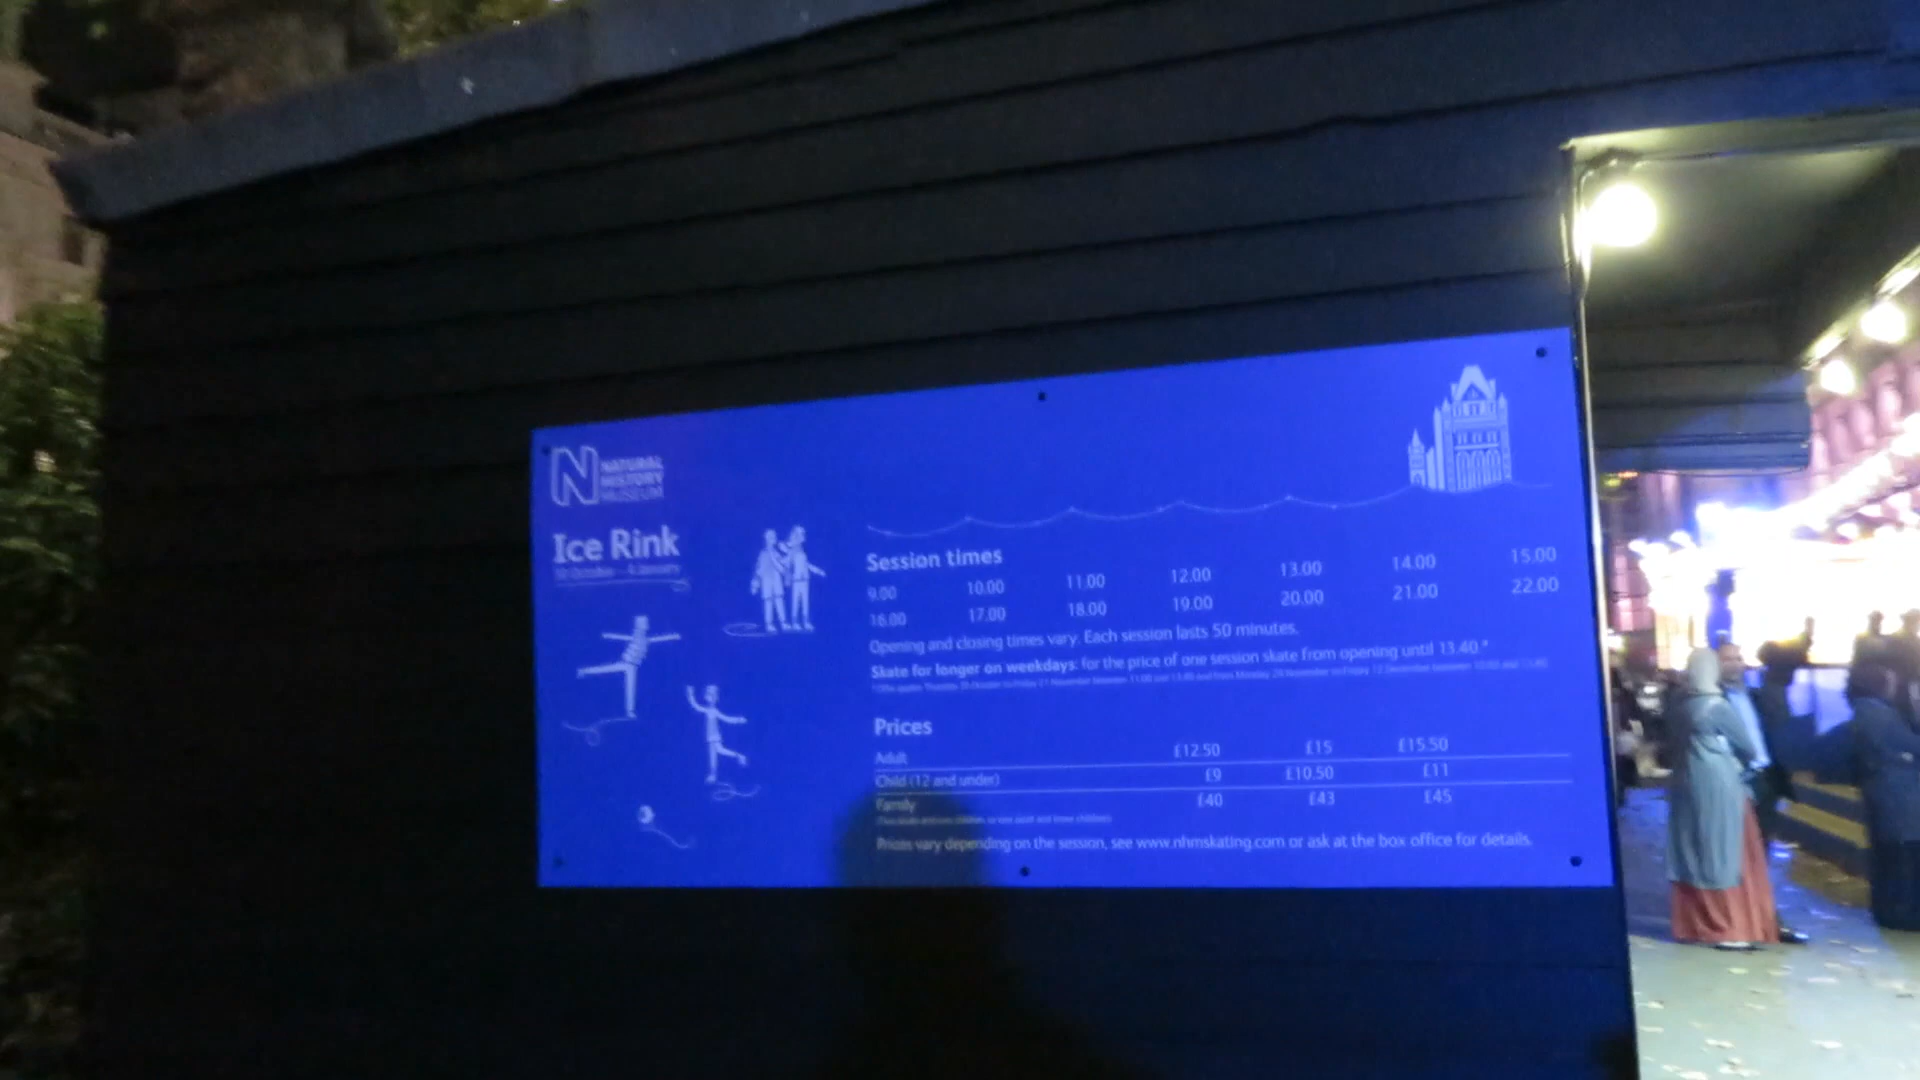 NATURAL
HISTORY
MUSEUM
Ice Rink
Session times
9.00 10.00 11.00 12.00 13.00 14.00 15.00
16.00 17.00 18.00 19.00 20.00 21.00 22.00
Opening and closing times vary. Each session lasts 50 minutes.
Skate for longer on weekdays: for the price of one session skate from opening until 13.40*
Prices
Adult £12.50 £15 £15.50
Child (12 and under) £9 £10.50 £11
Family £40 £43 £45
Prices vary depending on the session, see www.nhmskating.com or ask at the box office for details.